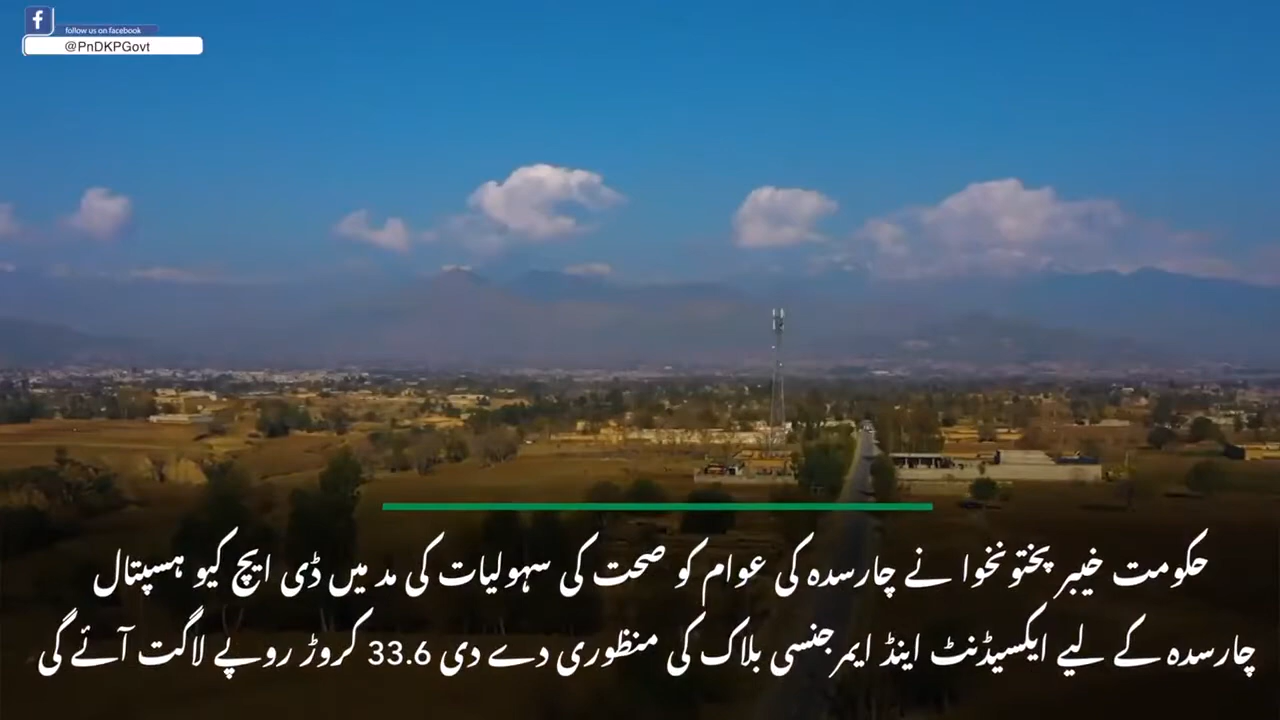 f
follow us on facebook
@PnDKPGovt
حکومت خیبر پختونخوا نے چارسدہ کی عوام کو صحت کی سہولیات کی مد میں ڈی ایچ کیو ہسپتال
چارسدہ کے لیے ایکسیڈنٹ اینڈ ایمرجنسی بلاک کی منظوری دے دی 33.6 کروڑ روپے لاگت آئے گی